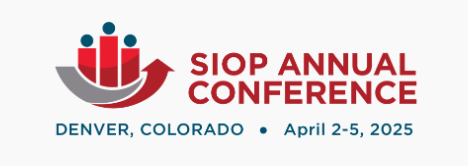 SIOP ANNUAL
CONFERENCE
DENVER, COLORADO • April 2-5, 2025